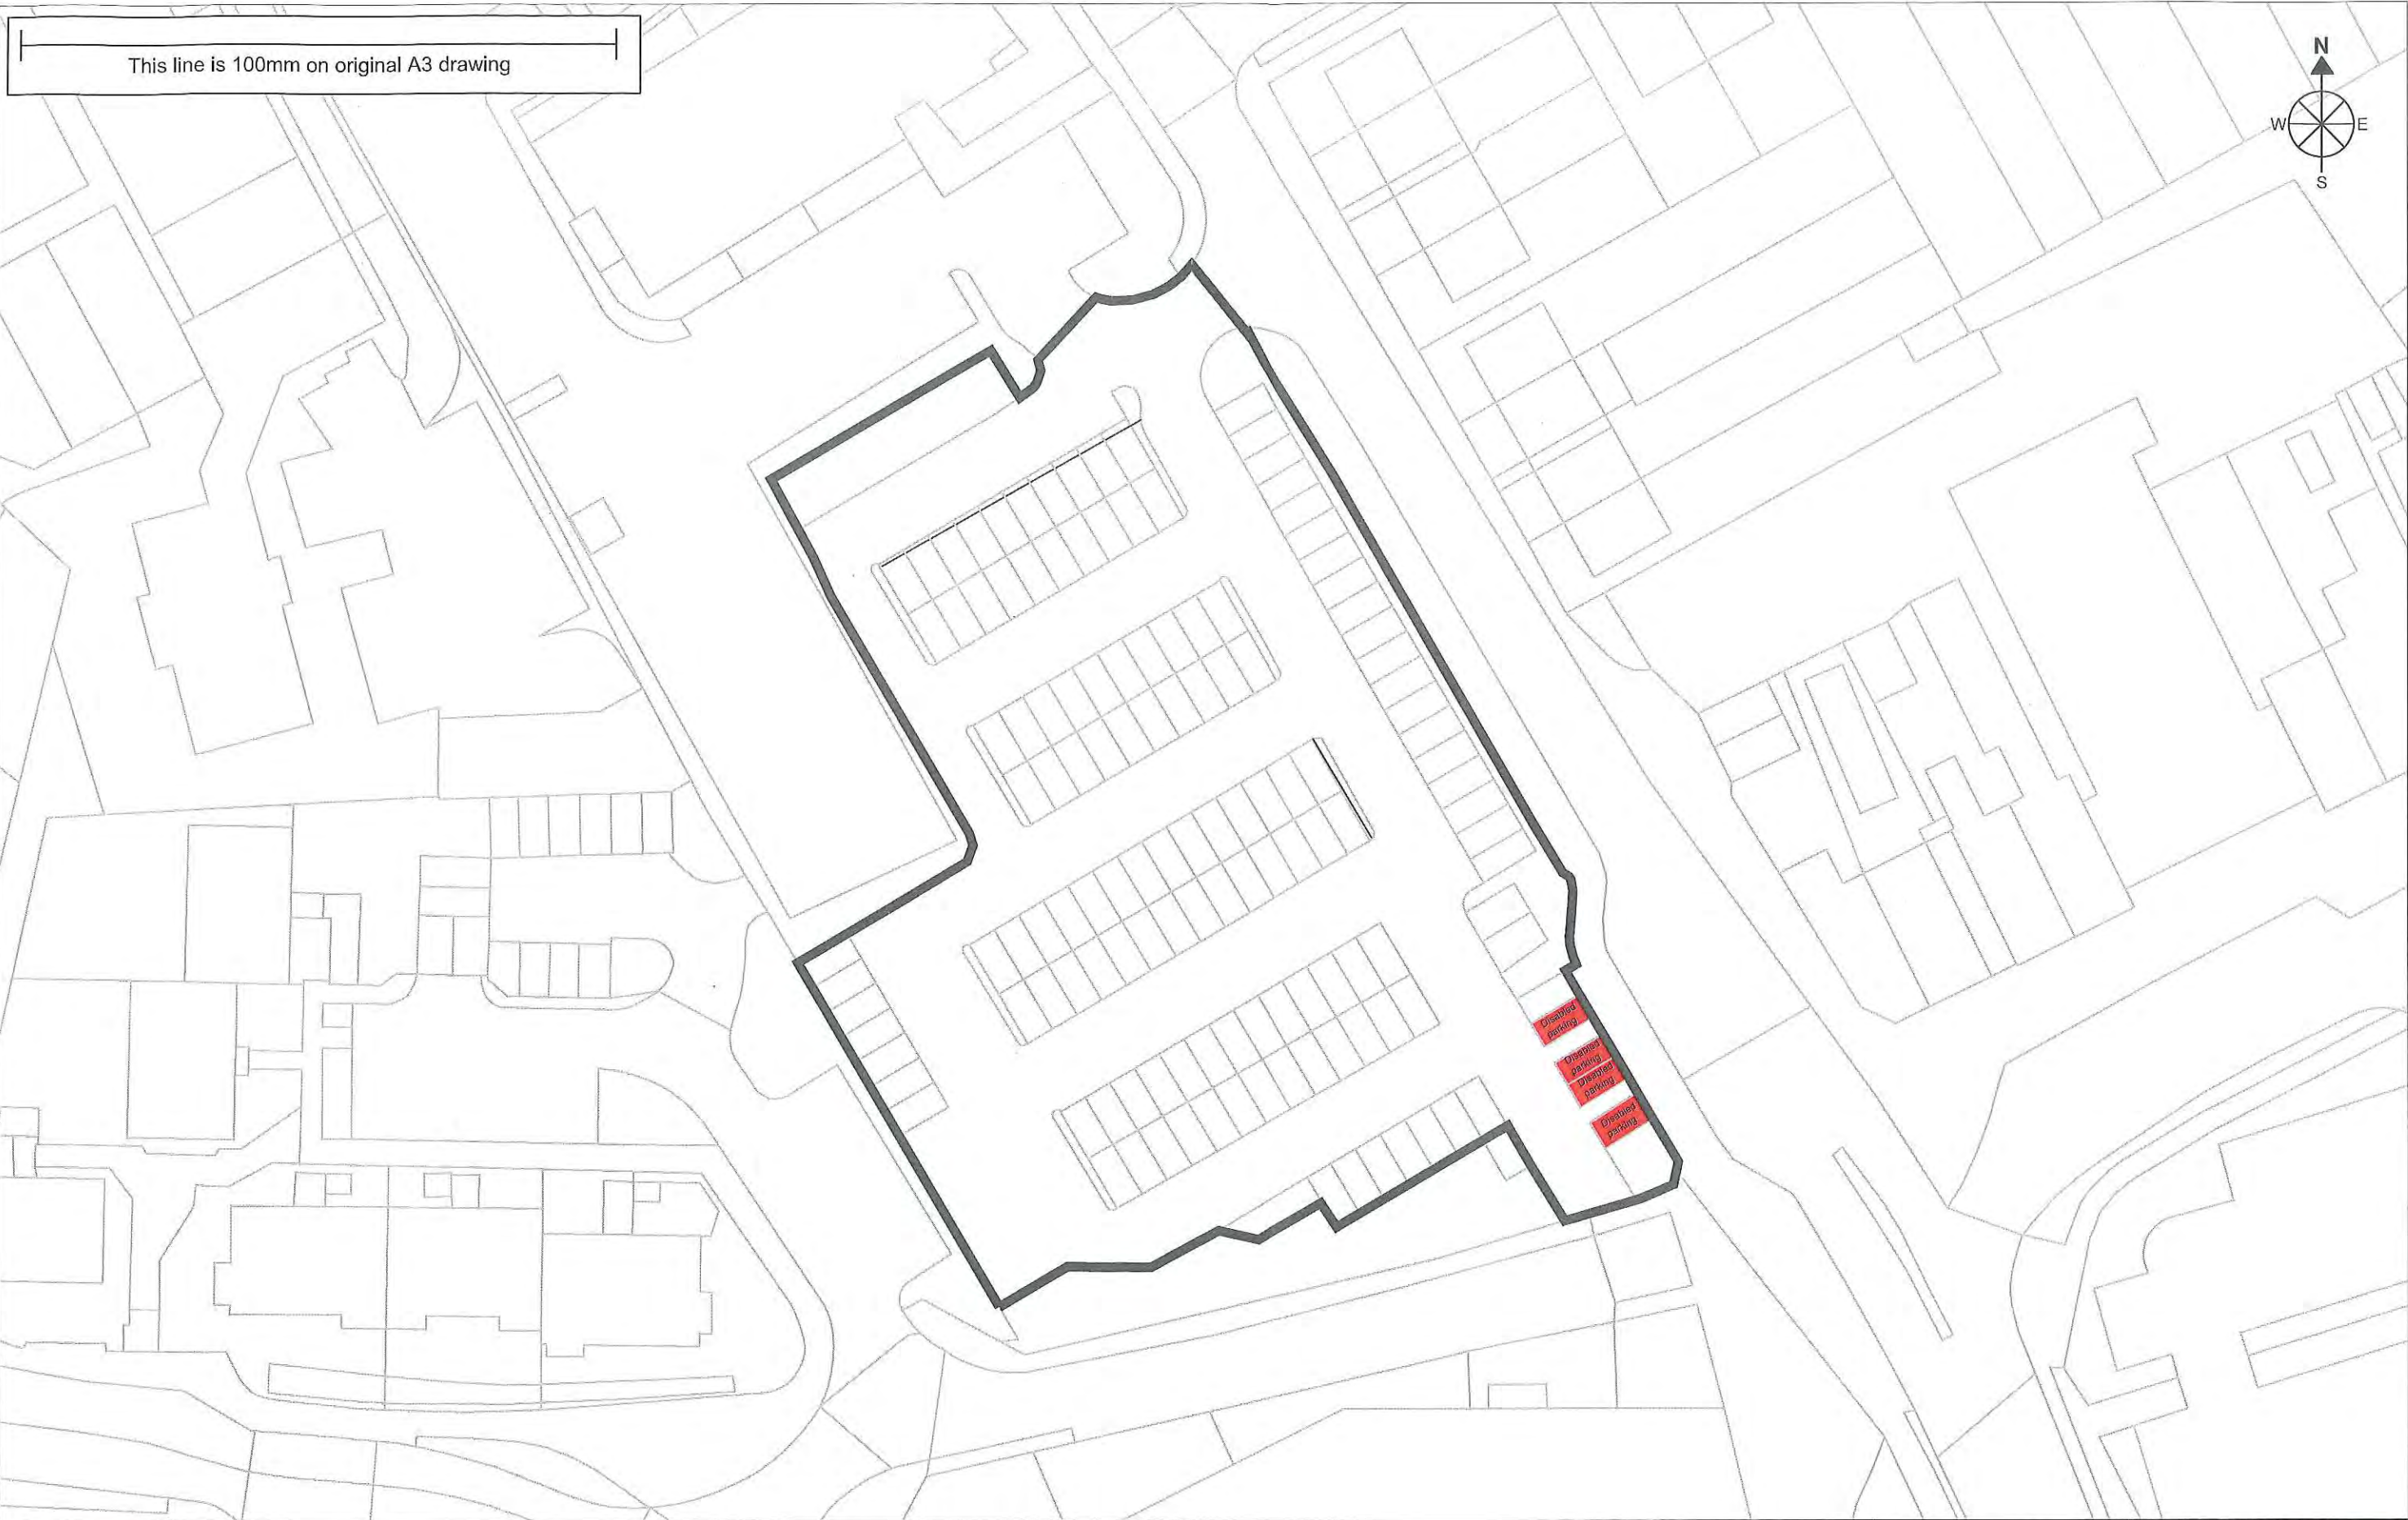 This line is 100mm on original A3 drawing
N
W E
S
Disabled
parking
Disabled
parking
Disabled
parking
Disabled
parking